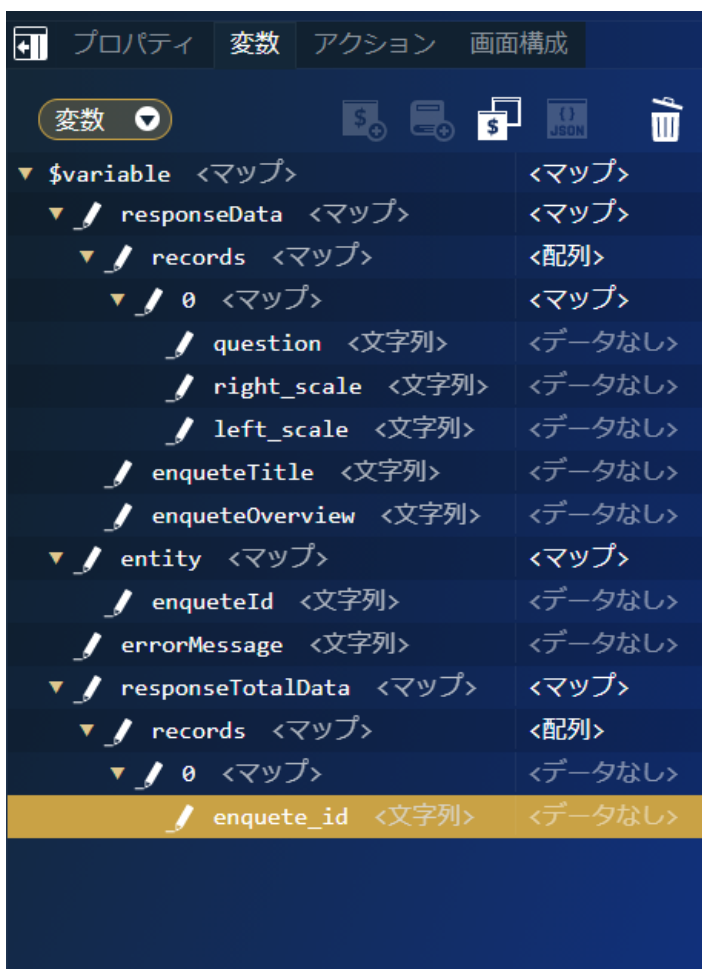 プロパティ 変数 アクション 画面構成
変数 $ $ {} JSON
$variable <マップ> <マップ>
responseData <マップ> <マップ>
records <マップ> <配列>
0 <マップ> <マップ>
question <文字列> <データなし>
right_scale <文字列> <データなし>
left_scale <文字列> <データなし>
enqueteTitle <文字列> <データなし>
enqueteOverview <文字列> <データなし>
entity <マップ> <マップ>
enqueteId <文字列> <データなし>
errorMessage <文字列> <データなし>
responseTotalData <マップ> <マップ>
records <マップ> <配列>
0 <マップ> <データなし>
enquete_id <文字列> <データなし>